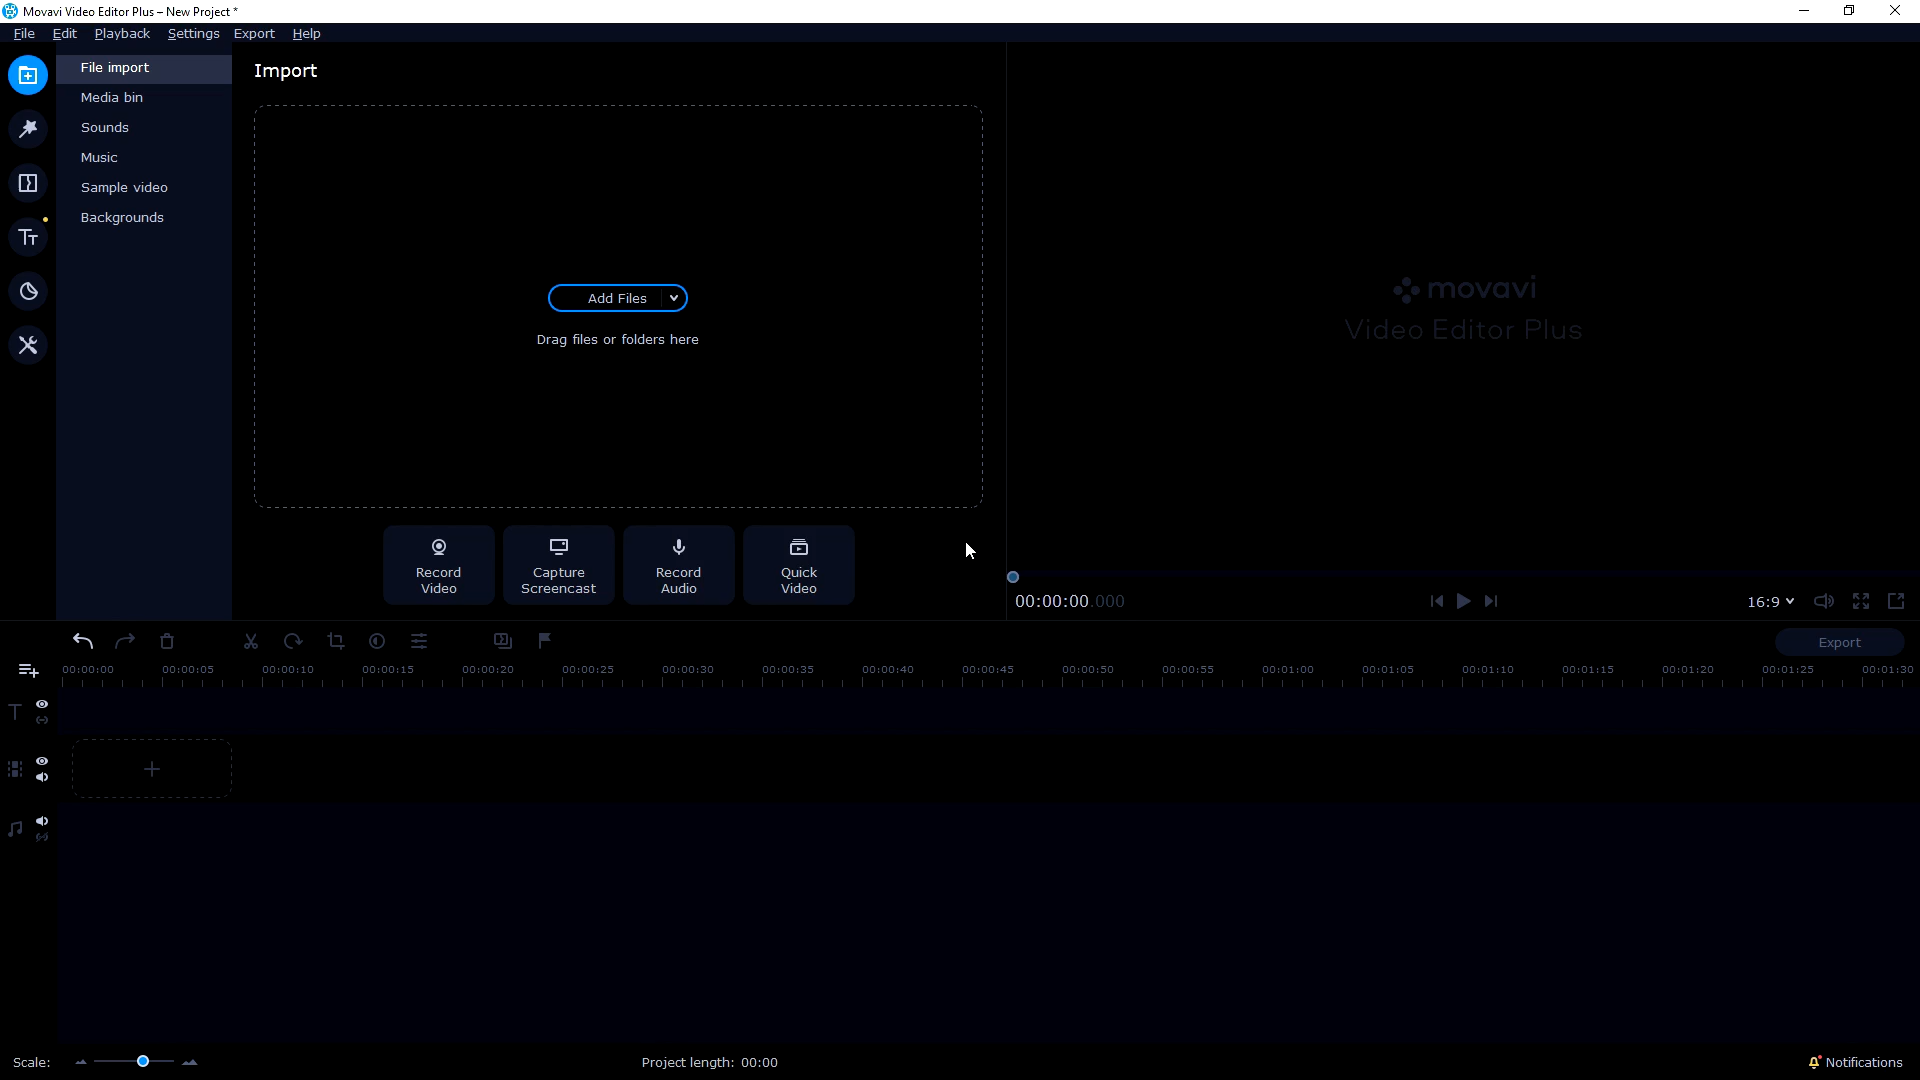 Movavi Video Editor Plus – New Project *
File Edit Playback Settings Export Help
File import
Media bin
Sounds
Music
Sample video
Backgrounds
Import
Add Files
Drag files or folders here
Record Video
Capture Screencast
Record Audio
Quick Video
movavi
Video Editor Plus
00:00:00.000
16:9
Export
00:00:00 00:00:05 00:00:10 00:00:15 00:00:20 00:00:25 00:00:30 00:00:35 00:00:40 00:00:45 00:00:50 00:00:55 00:01:00 00:01:05 00:01:10 00:01:15 00:01:20 00:01:25 00:01:30
Scale:
Project length: 00:00
Notifications